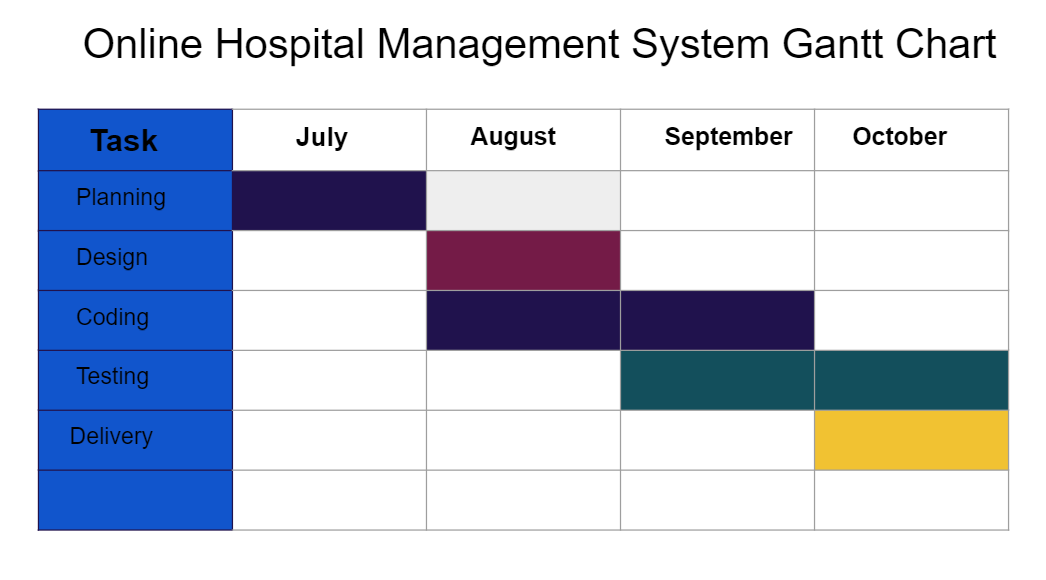 Online Hospital Management System Gantt Chart
Task July August September October
Planning
Design
Coding
Testing
Delivery